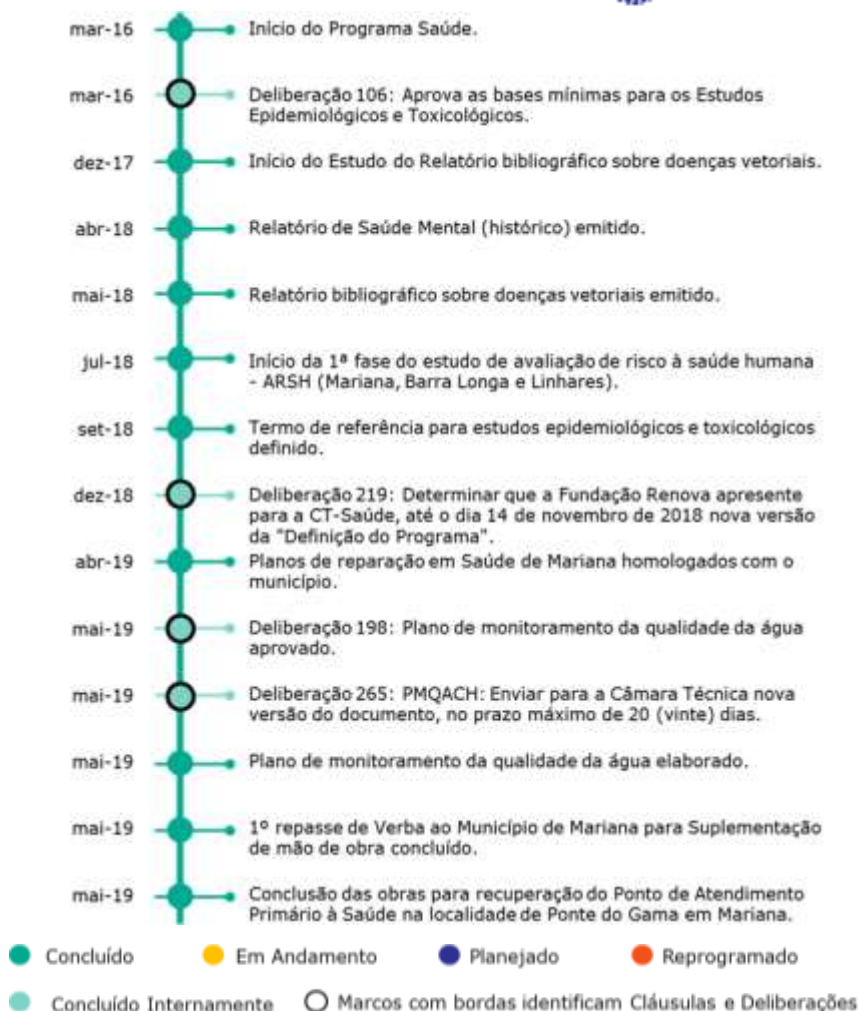 mar-16 Início do Programa Saúde.
mar-16 Deliberação 106: Aprova as bases mínimas para os Estudos
Epidemiológicos e Toxicológicos.
dez-17 Início do Estudo do Relatório bibliográfico sobre doenças vetoriais.
abr-18 Relatório de Saúde Mental (histórico) emitido.
mai-18 Relatório bibliográfico sobre doenças vetoriais emitido.
jul-18 Início da 1ª fase do estudo de avaliação de risco à saúde humana
- ARSH (Mariana, Barra Longa e Linhares).
set-18 Termo de referência para estudos epidemiológicos e toxicológicos
definido.
dez-18 Deliberação 219: Determinar que a Fundação Renova apresente
para a CT-Saúde, até o dia 14 de novembro de 2018 nova versão
da "Definição do Programa".
abr-19 Planos de reparação em Saúde de Mariana homologados com o
município.
mai-19 Deliberação 198: Plano de monitoramento da qualidade da água
aprovado.
mai-19 Deliberação 265: PMQACH: Enviar para a Câmara Técnica nova
versão do documento, no prazo máximo de 20 (vinte) dias.
mai-19 Plano de monitoramento da qualidade da água elaborado.
mai-19 1º repasse de Verba ao Município de Mariana para Suplementação
de mão de obra concluído.
mai-19 Conclusão das obras para recuperação do Ponto de Atendimento
Primário à Saúde na localidade de Ponte do Gama em Mariana.
Concluído Em Andamento Planejado Reprogramado
Concluído Internamente Marcos com bordas identificam Cláusulas e Deliberações